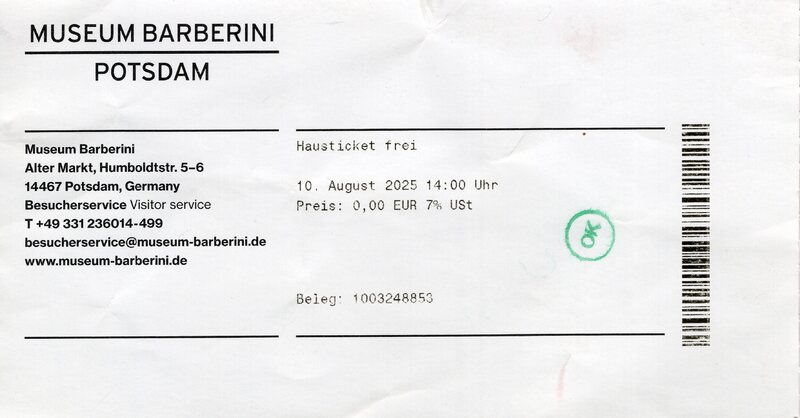 MUSEUM BARBERINI
POTSDAM
Museum Barberini
Alter Markt, Humboldtstr. 5–6
14467 Potsdam, Germany
Besucherservice Visitor service
T +49 331 236014-499
besucherservice@museum-barberini.de
www.museum-barberini.de
Hausticket frei
10. August 2025 14:00 Uhr
Preis: 0,00 EUR 7% USt
OK
Beleg: 1003248853